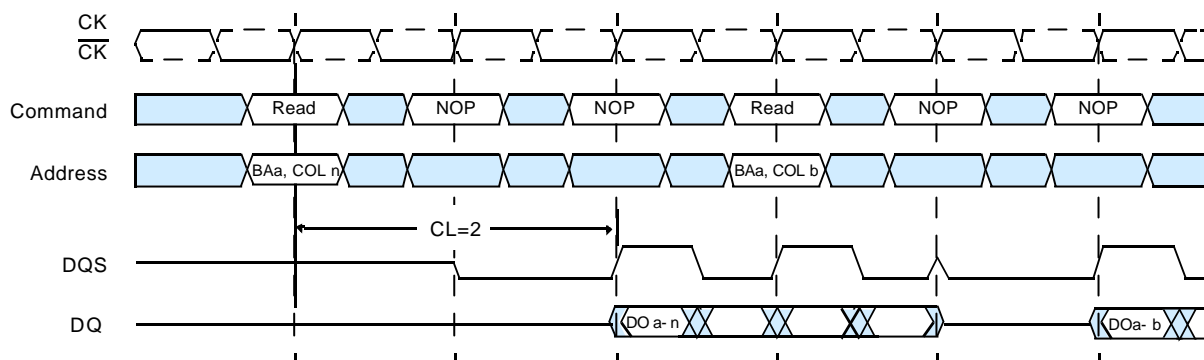 CK
CK
Command Read NOP NOP Read NOP NOP
Address BAa, COL n BAa, COL b
CL=2
DQS
DQ DO a- n DOa- b